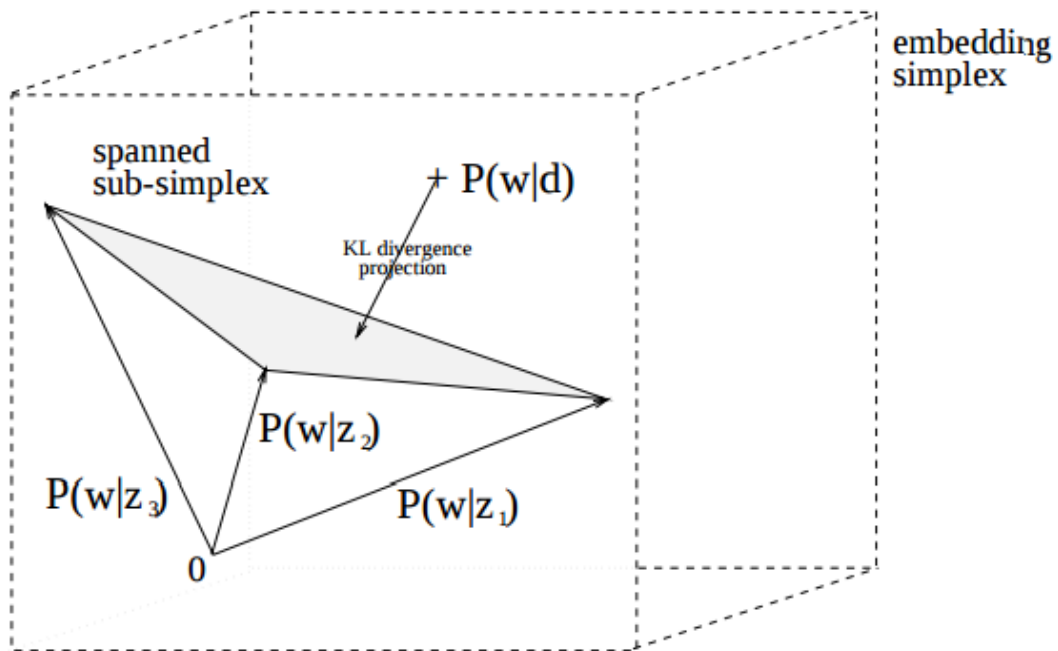 embedding
simplex
spanned
sub-simplex
+ P(w|d)
KL divergence
projection
P(w|z₂)
P(w|z₃)
P(w|z₁)
0